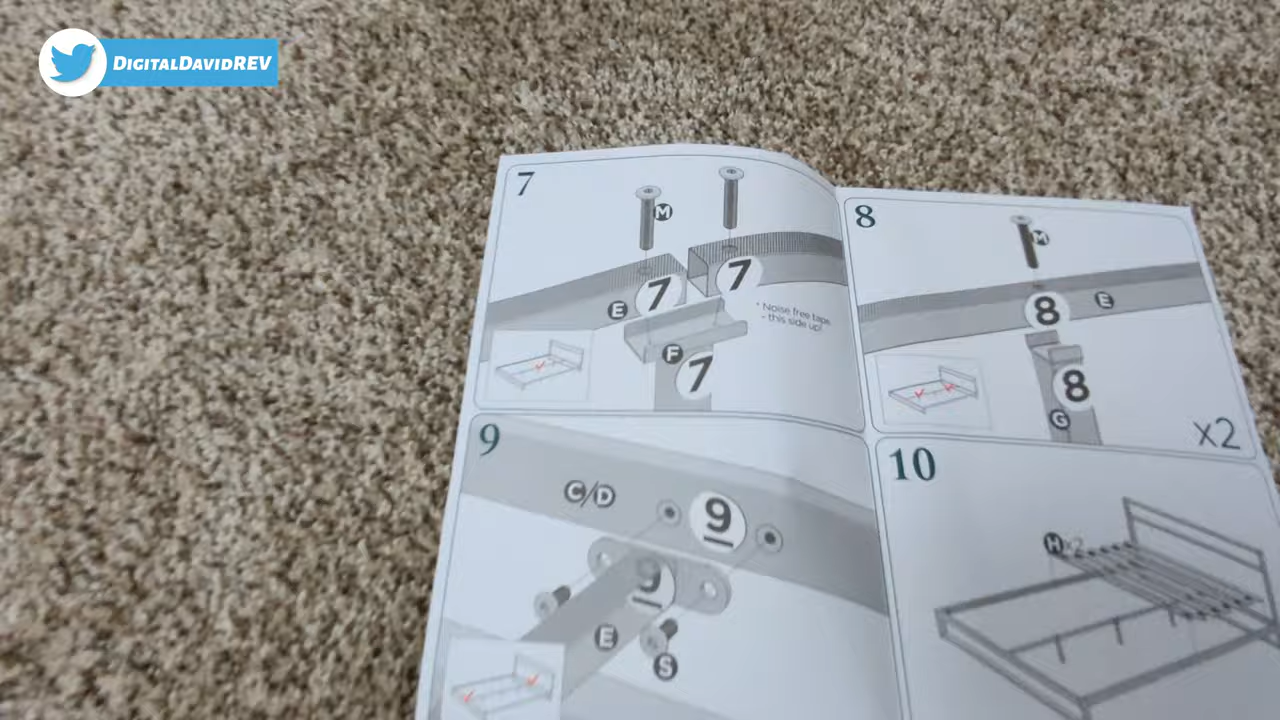 DIGITALDAVIDREV
7
M
7
7
E
* Noise free tape
- this side up!
F
7
8
M
8
E
8
G
X2
9
C/D
9
9
E
S
10
H x2